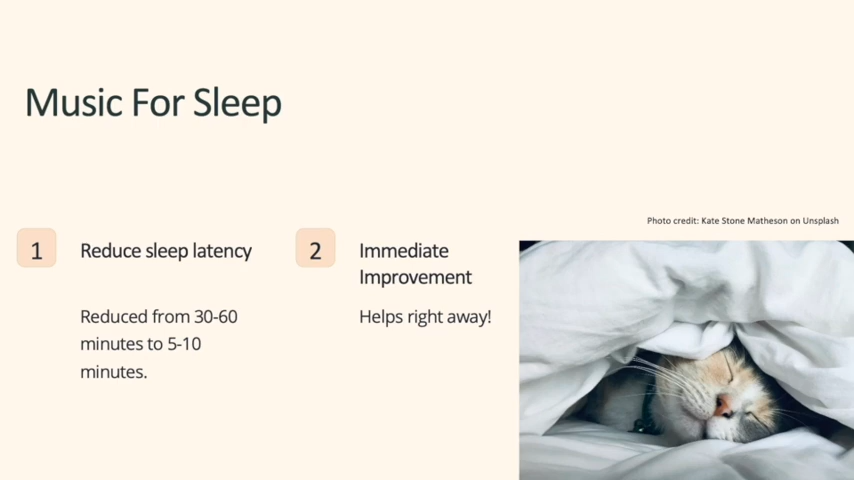 Music For Sleep
Photo credit: Kate Stone Matheson on Unsplash
1
Reduce sleep latency
Reduced from 30-60
minutes to 5-10
minutes.
2
Immediate
Improvement
Helps right away!